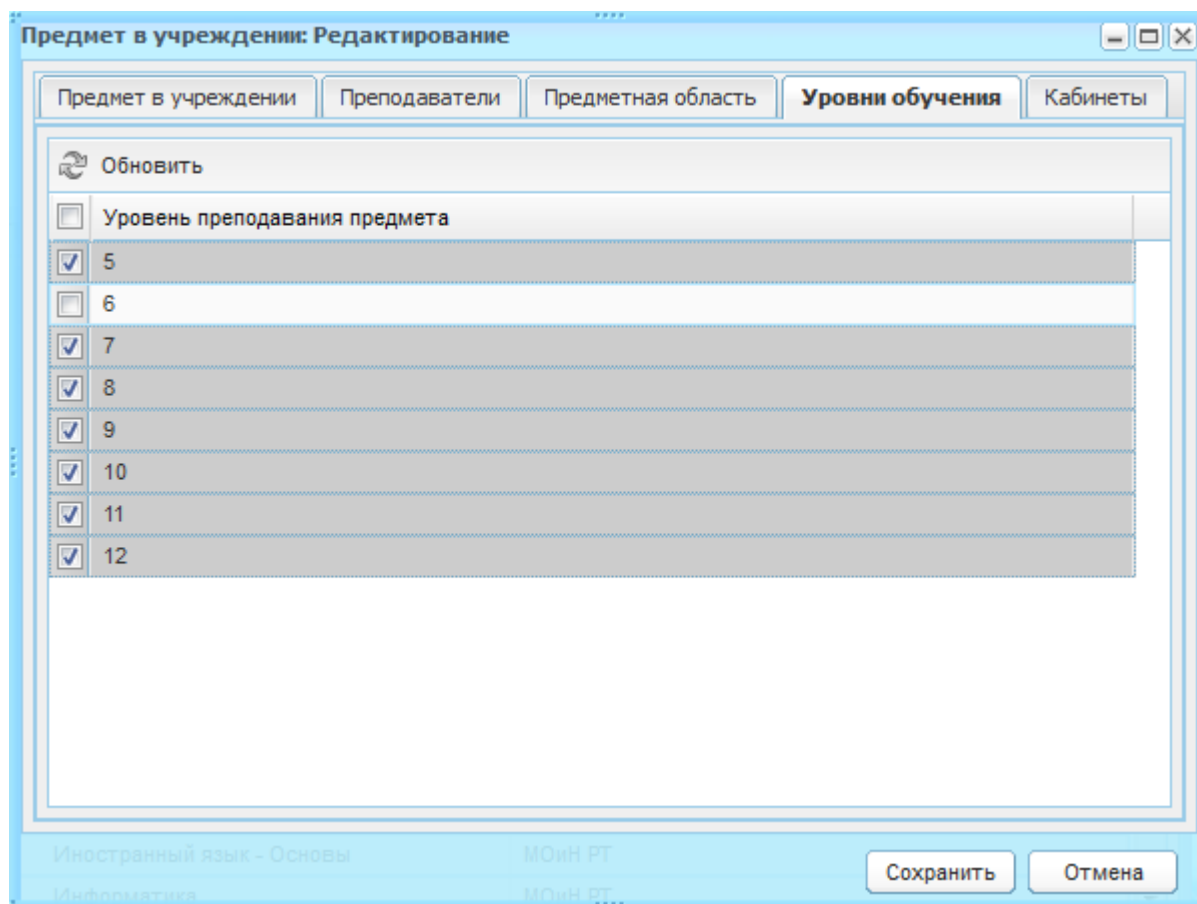 Предмет в учреждении: Редактирование
Предмет в учреждении Преподаватели Предметная область Уровни обучения Кабинеты
Обновить
Уровень преподавания предмета
5
6
7
8
9
10
11
12
Иностранный язык - Основы МОиН РТ
Сохранить Отмена
Информатика МОиН РТ